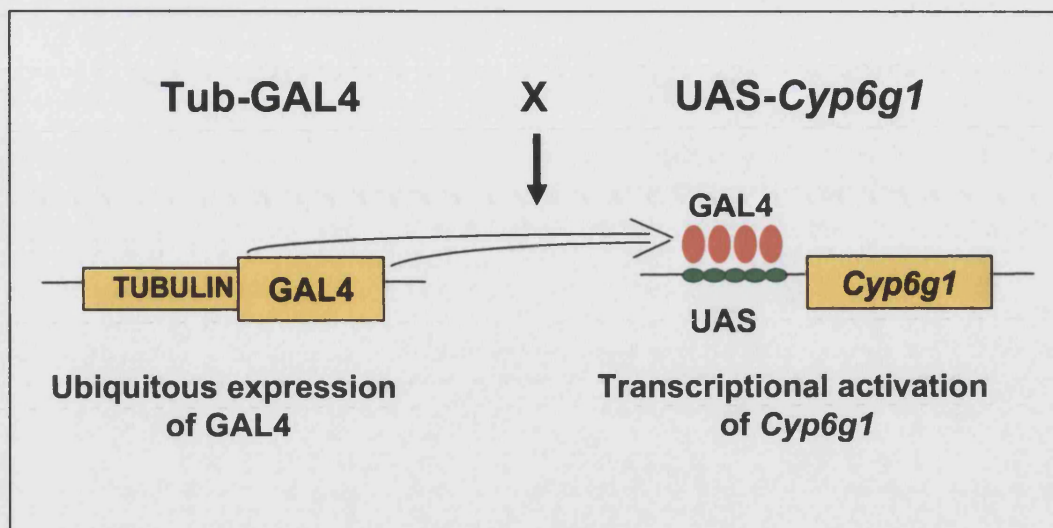 Tub-GAL4 X UAS-Cyp6g1
GAL4
TUBULIN GAL4 Cyp6g1
UAS
Ubiquitous expression
of GAL4
Transcriptional activation
of Cyp6g1